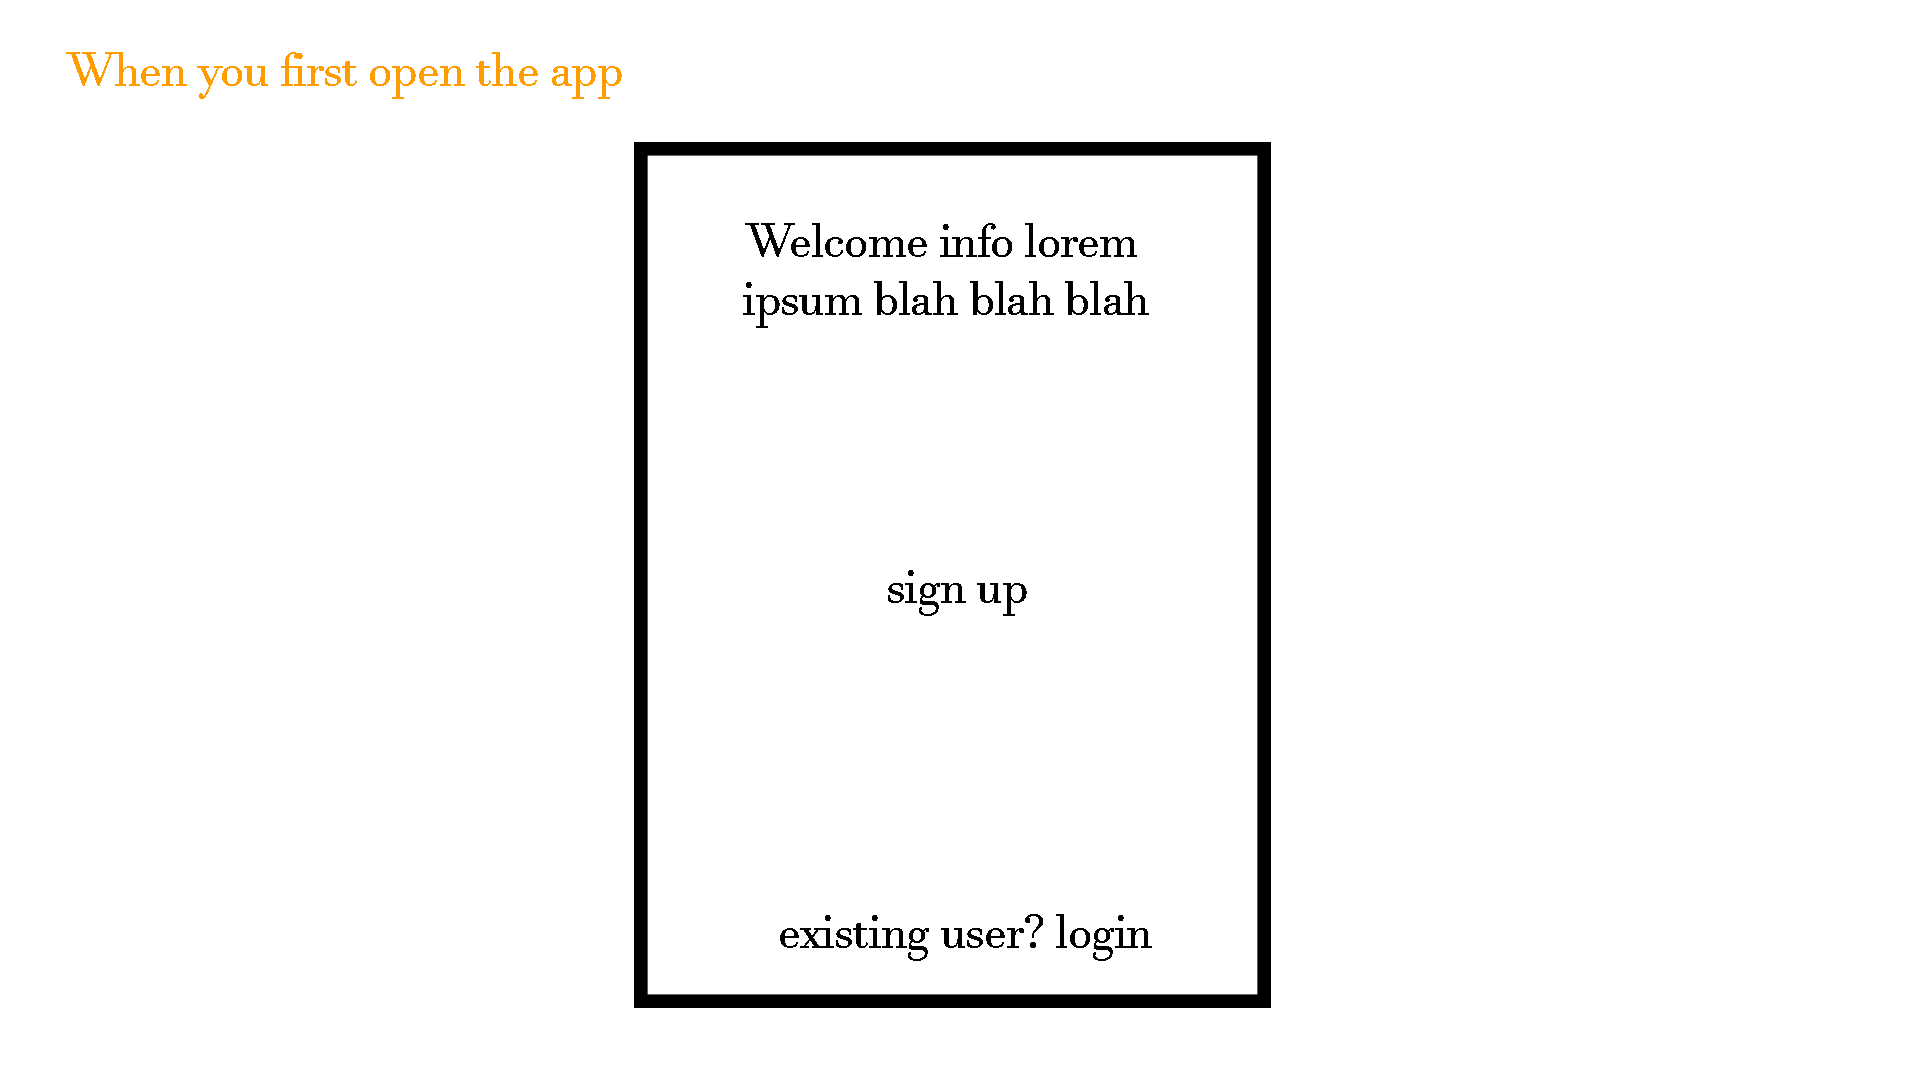 When you first open the app
Welcome info lorem
ipsum blah blah blah
sign up
existing user? login